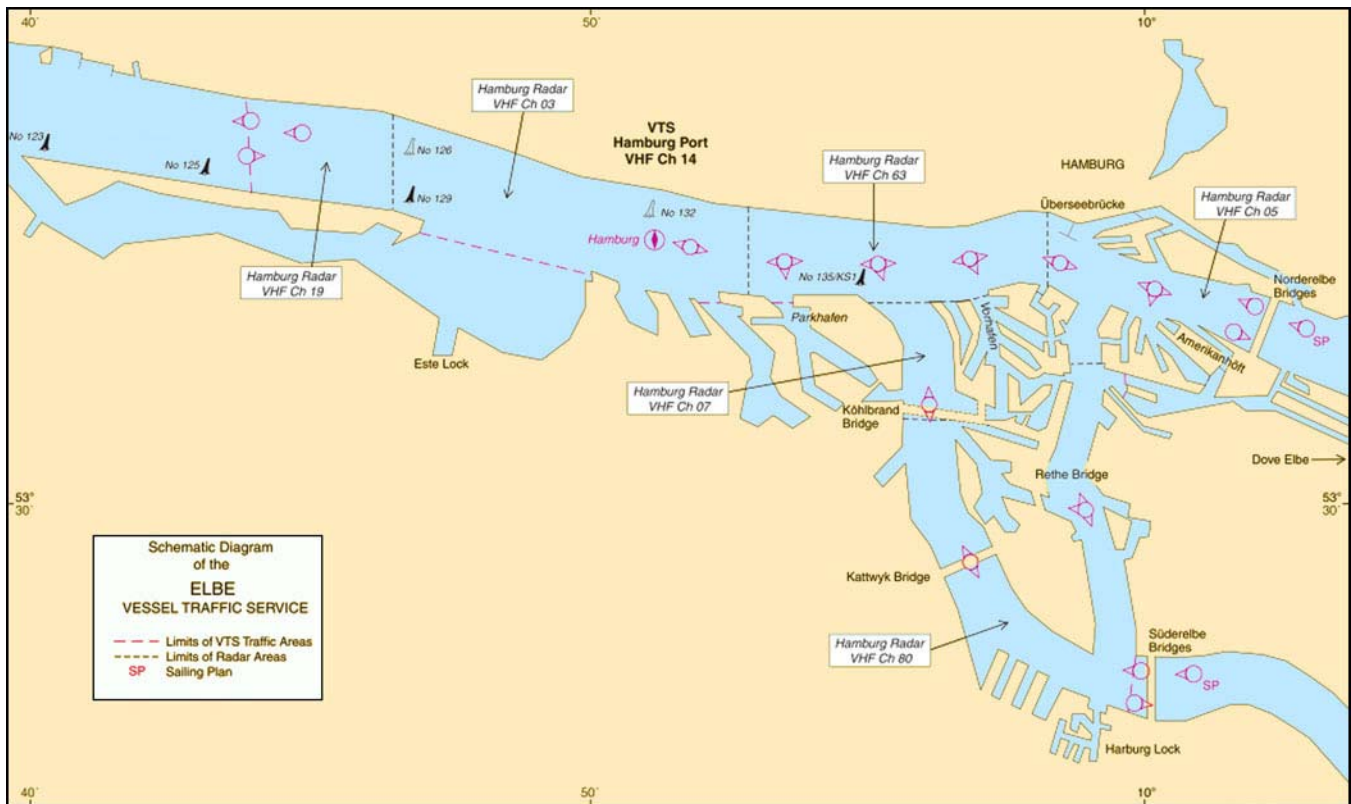 40´
50´
10°
Hamburg Radar
VHF Ch 03
No 123
No 125
No 126
No 129
VTS
Hamburg Port
VHF Ch 14
Hamburg Radar
VHF Ch 63
HAMBURG
Hamburg Radar
VHF Ch 05
Überseebrücke
No 132
Hamburg
Hamburg Radar
VHF Ch 19
No 135/KS1
Norderelbe
Bridges
SP
Parkhafen
Vorhafen
Amerikanhöft
Este Lock
Hamburg Radar
VHF Ch 07
Köhlbrand
Bridge
Dove Elbe
Rethe Bridge
53°
30´
53°
30´
Schematic Diagram
of the
ELBE
VESSEL TRAFFIC SERVICE
Limits of VTS Traffic Areas
Limits of Radar Areas
SP Sailing Plan
Kattwyk Bridge
Hamburg Radar
VHF Ch 80
Süderelbe
Bridges
SP
Harburg Lock
40´
50´
10°